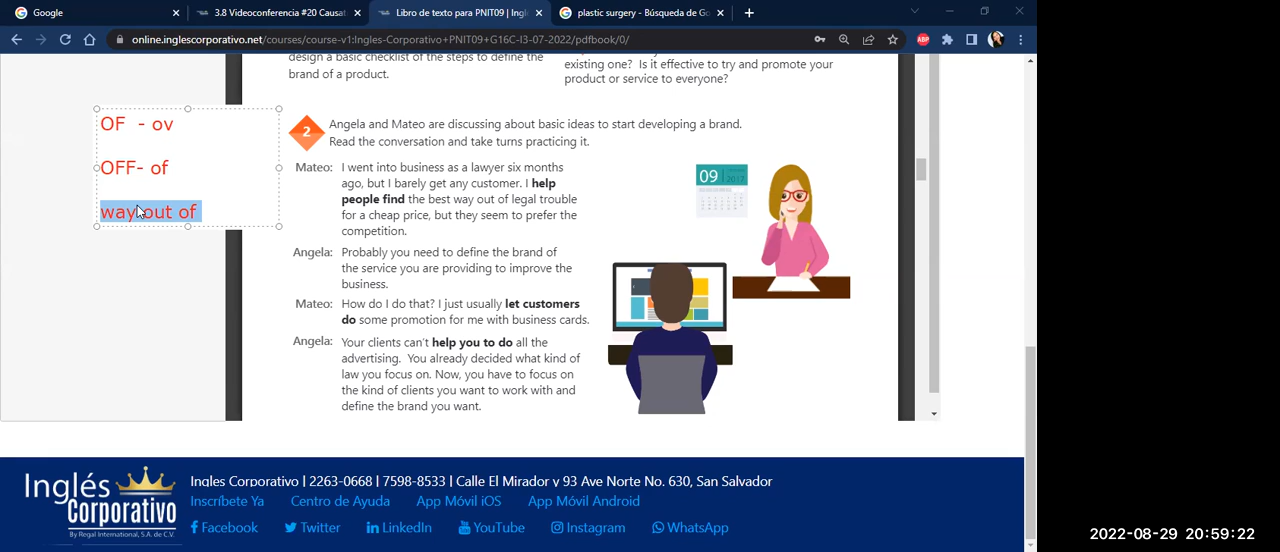 Google
3.8 Videoconferencia #20 Causat
Libro de texto para PNIT09 | Ingl
plastic surgery - Búsqueda de Go
online.inglescorporativo.net/courses/course-v1:Ingles-Corporativo+PNIT09+G16C-I3-07-2022/pdfbook/0/
design a basic checklist of the steps to define the
brand of a product.
existing one? Is it effective to try and promote your
product or service to everyone?
OF - ov
OFF- of
way out of
2
Angela and Mateo are discussing about basic ideas to start developing a brand.
Read the conversation and take turns practicing it.
Mateo: I went into business as a lawyer six months
ago, but I barely get any customer. I help
people find the best way out of legal trouble
for a cheap price, but they seem to prefer the
competition.
Angela: Probably you need to define the brand of
the service you are providing to improve the
business.
Mateo: How do I do that? I just usually let customers
do some promotion for me with business cards.
Angela: Your clients can't help you to do all the
advertising. You already decided what kind of
law you focus on. Now, you have to focus on
the kind of clients you want to work with and
define the brand you want.
09
2017
Inglés
Corporativo
By Regal International, S.A. de C.V.
Ingles Corporativo | 2263-0668 | 7598-8533 | Calle El Mirador y 93 Ave Norte No. 630, San Salvador
Inscríbete Ya Centro de Ayuda App Móvil iOS App Móvil Android
Facebook Twitter LinkedIn YouTube Instagram WhatsApp
2022-08-29 20:59:22